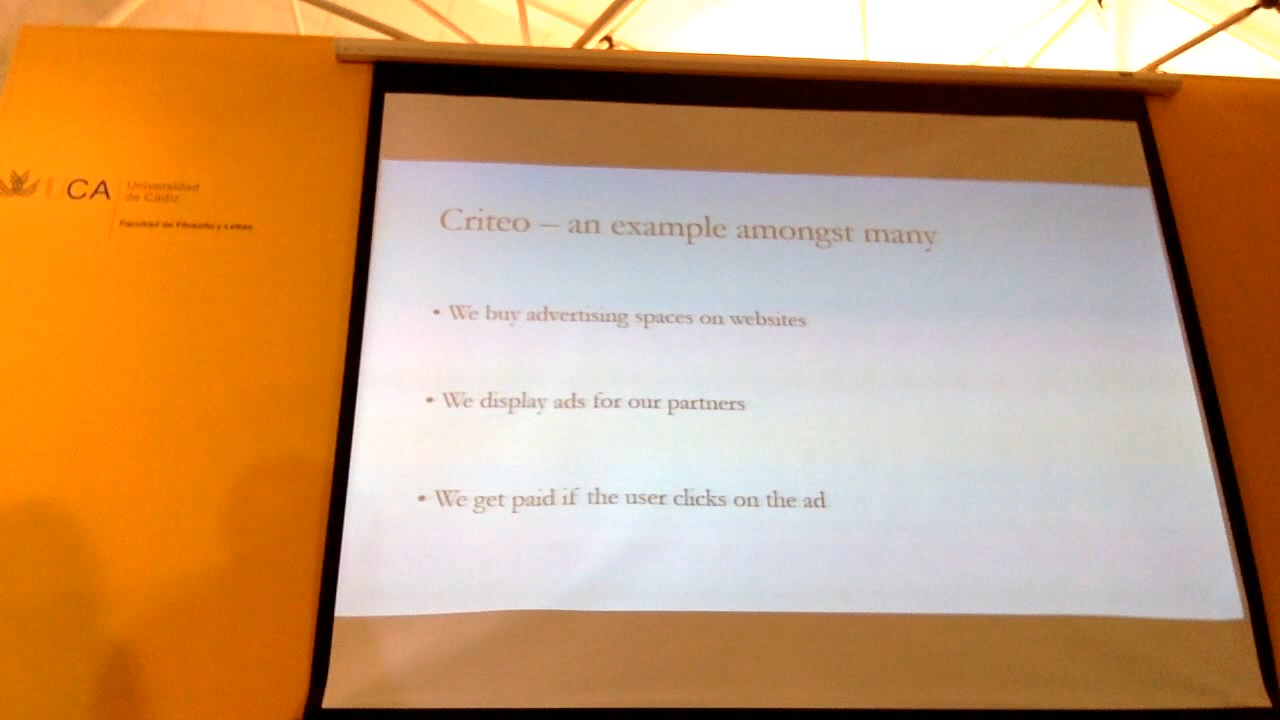 UCA
Universidad
de Cádiz
Facultad de Filosofía y Letras
Criteo – an example amongst many
• We buy advertising spaces on websites
• We display ads for our partners
• We get paid if the user clicks on the ad